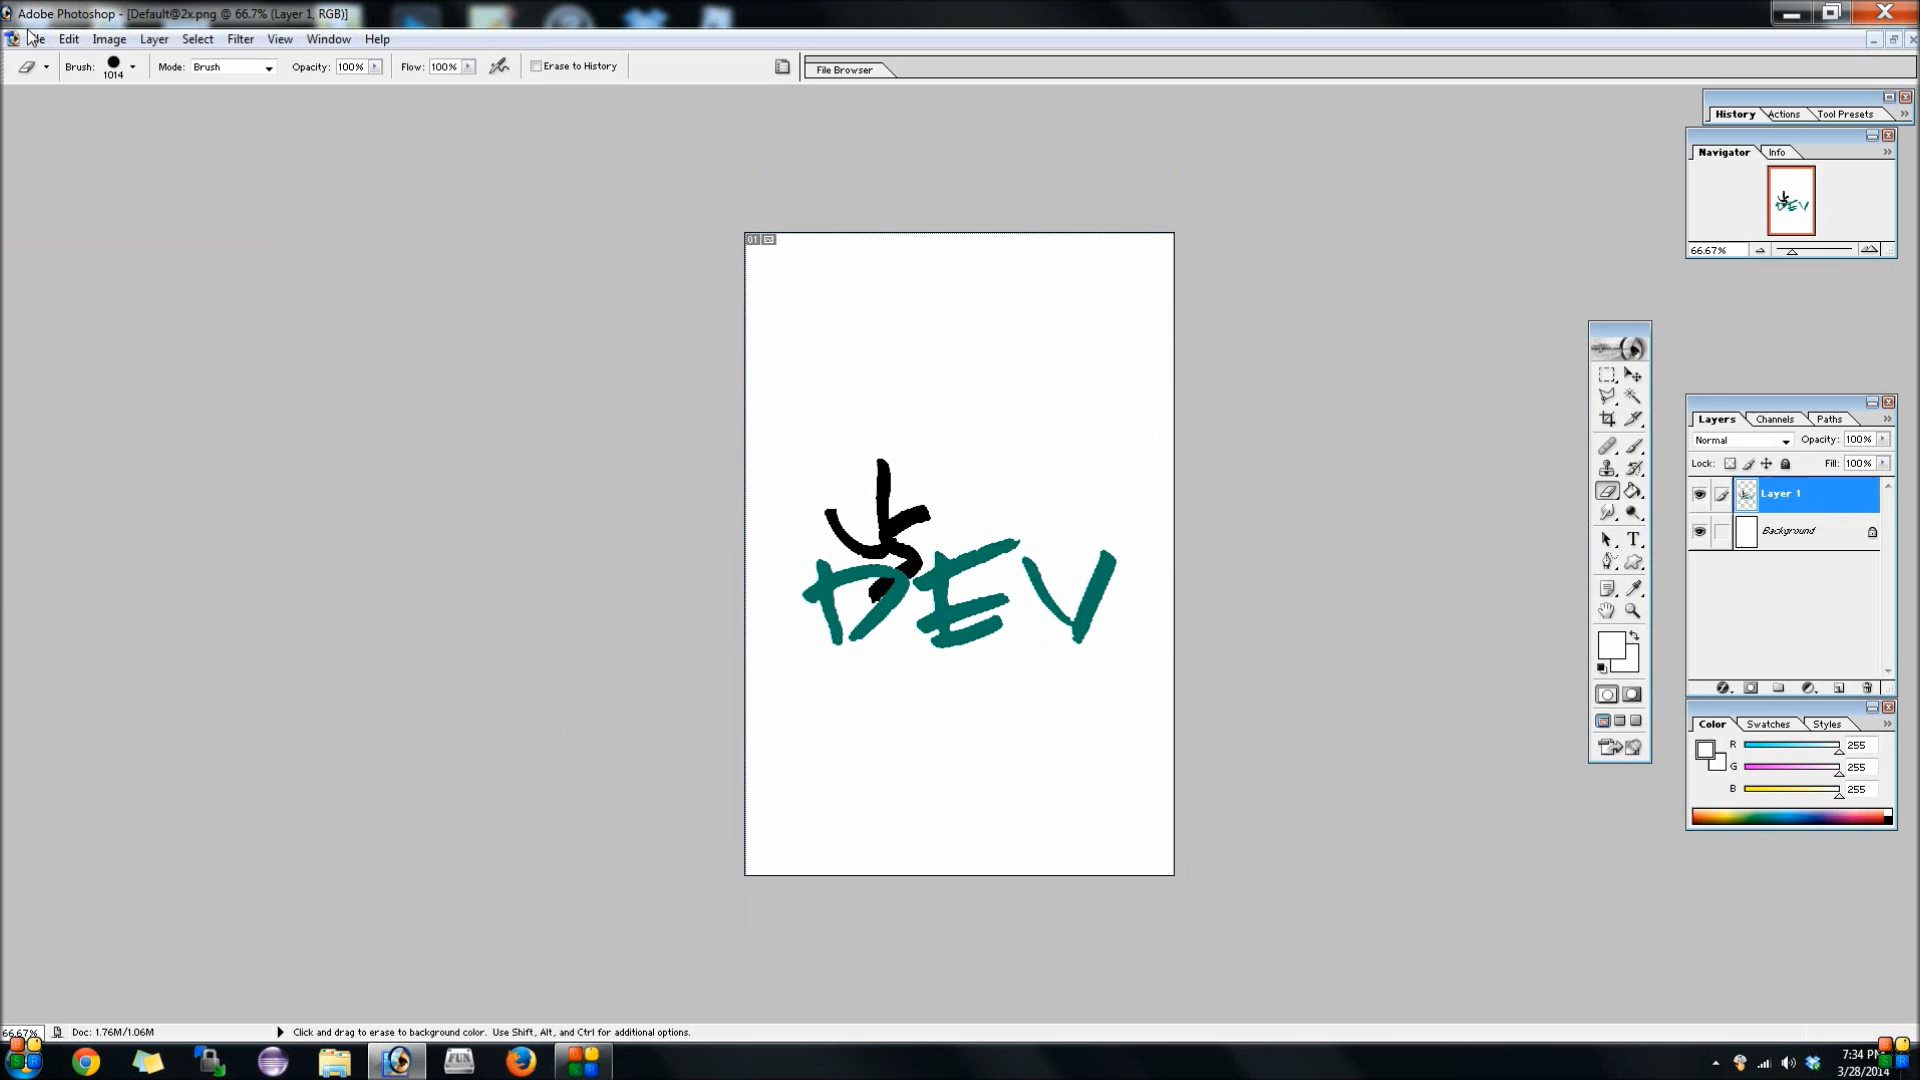 Adobe Photoshop - [Default@2x.png @ 66.7% (Layer 1, RGB)]
Edit Image Layer Select Filter View Window Help
Brush: 1014 Mode: Brush Opacity: 100% Flow: 100% Erase to History File Browser
History Actions Tool Presets
Navigator Info
66.67%
01
DEV
Layers Channels Paths
Normal Opacity: 100%
Lock: Fill: 100%
Layer 1
Background
Color Swatches Styles
R 255
G 255
B 255
66.67% Doc: 1.76M/1.06M Click and drag to erase to background color. Use Shift, Alt, and Ctrl for additional options.
FUN
7:34 PM
3/28/2014